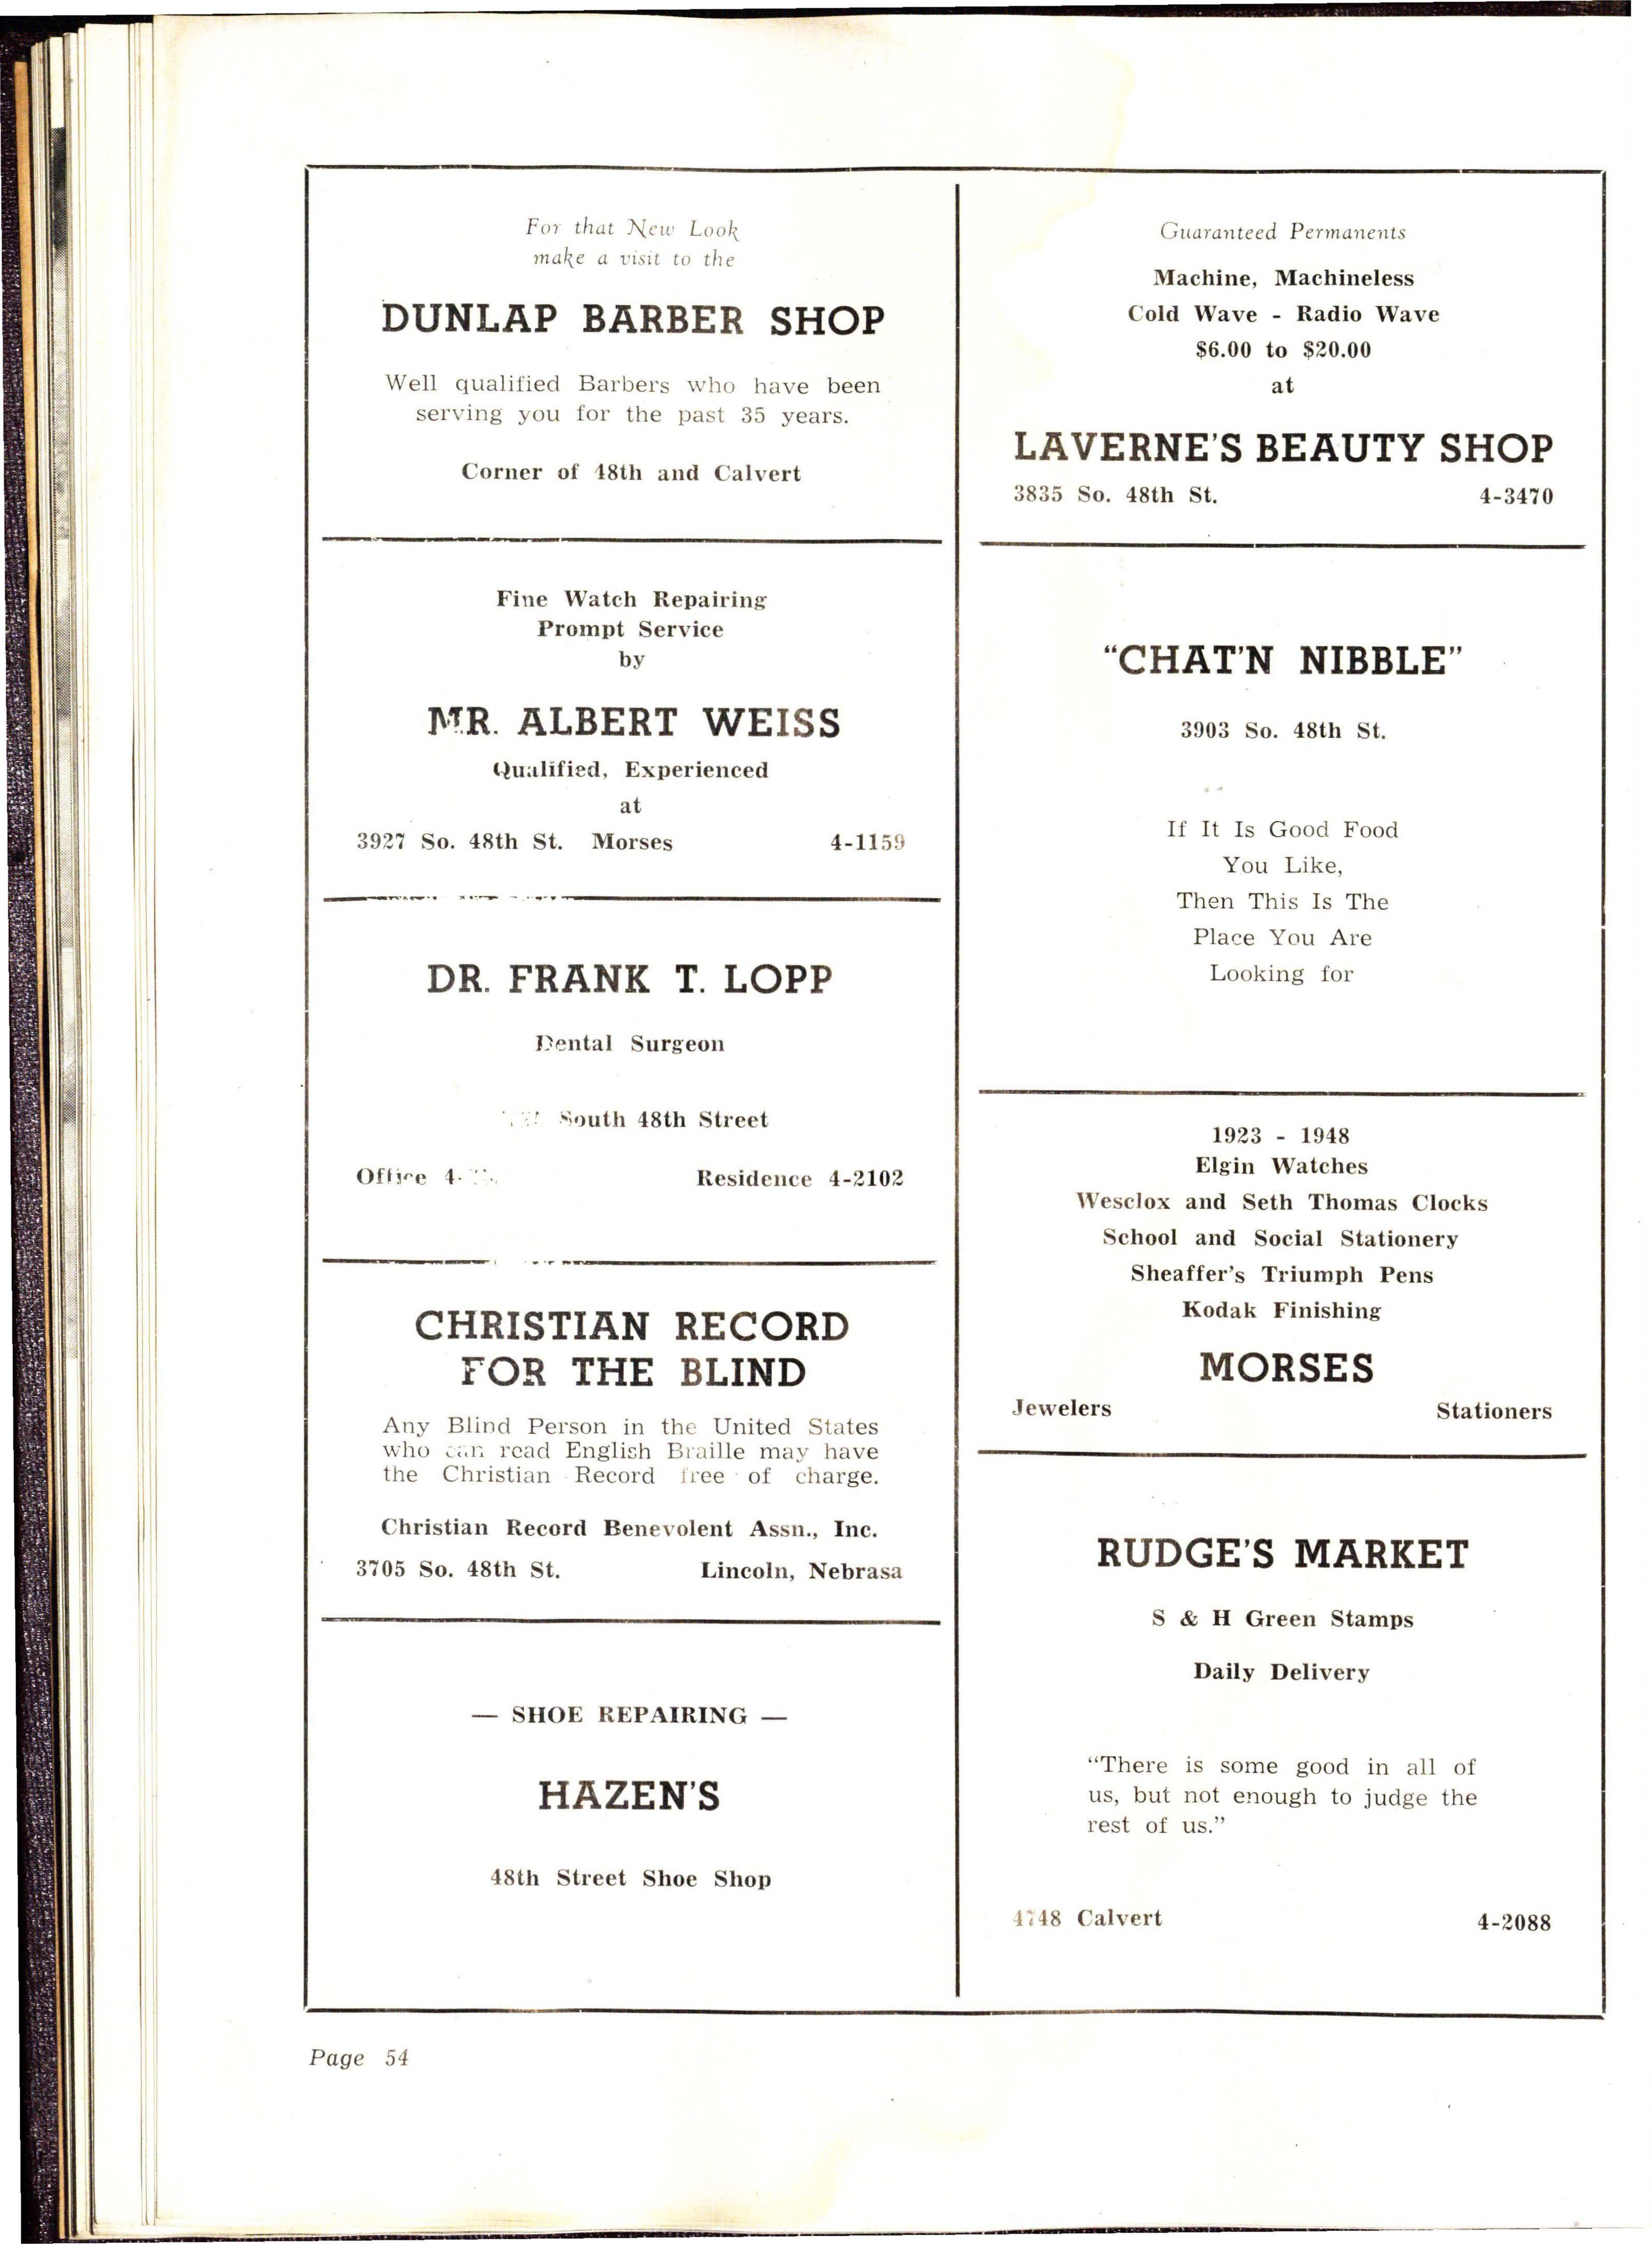 For that New Look
make a visit to the
DUNLAP BARBER SHOP
Well qualified Barbers who have been
serving you for the past 35 years.
Corner of 48th and Calvert
Fine Watch Repairing
Prompt Service
by
MR. ALBERT WEISS
Qualified, Experienced
at
3927 So. 48th St. Morses 4-1159
DR. FRANK T. LOPP
Dental Surgeon
South 48th Street
Office 4- Residence 4-2102
CHRISTIAN RECORD
FOR THE BLIND
Any Blind Person in the United States
who can read English Braille may have
the Christian Record free of charge.
Christian Record Benevolent Assn., Inc.
3705 So. 48th St. Lincoln, Nebrasa
— SHOE REPAIRING —
HAZEN'S
48th Street Shoe Shop
Guaranteed Permanents
Machine, Machineless
Cold Wave - Radio Wave
$6.00 to $20.00
at
LAVERNE'S BEAUTY SHOP
3835 So. 48th St. 4-3470
"CHAT'N NIBBLE"
3903 So. 48th St.
If It Is Good Food
You Like,
Then This Is The
Place You Are
Looking for
1923 - 1948
Elgin Watches
Wesclox and Seth Thomas Clocks
School and Social Stationery
Sheaffer's Triumph Pens
Kodak Finishing
MORSES
Jewelers Stationers
RUDGE'S MARKET
S & H Green Stamps
Daily Delivery
"There is some good in all of
us, but not enough to judge the
rest of us."
4748 Calvert 4-2088
Page 54